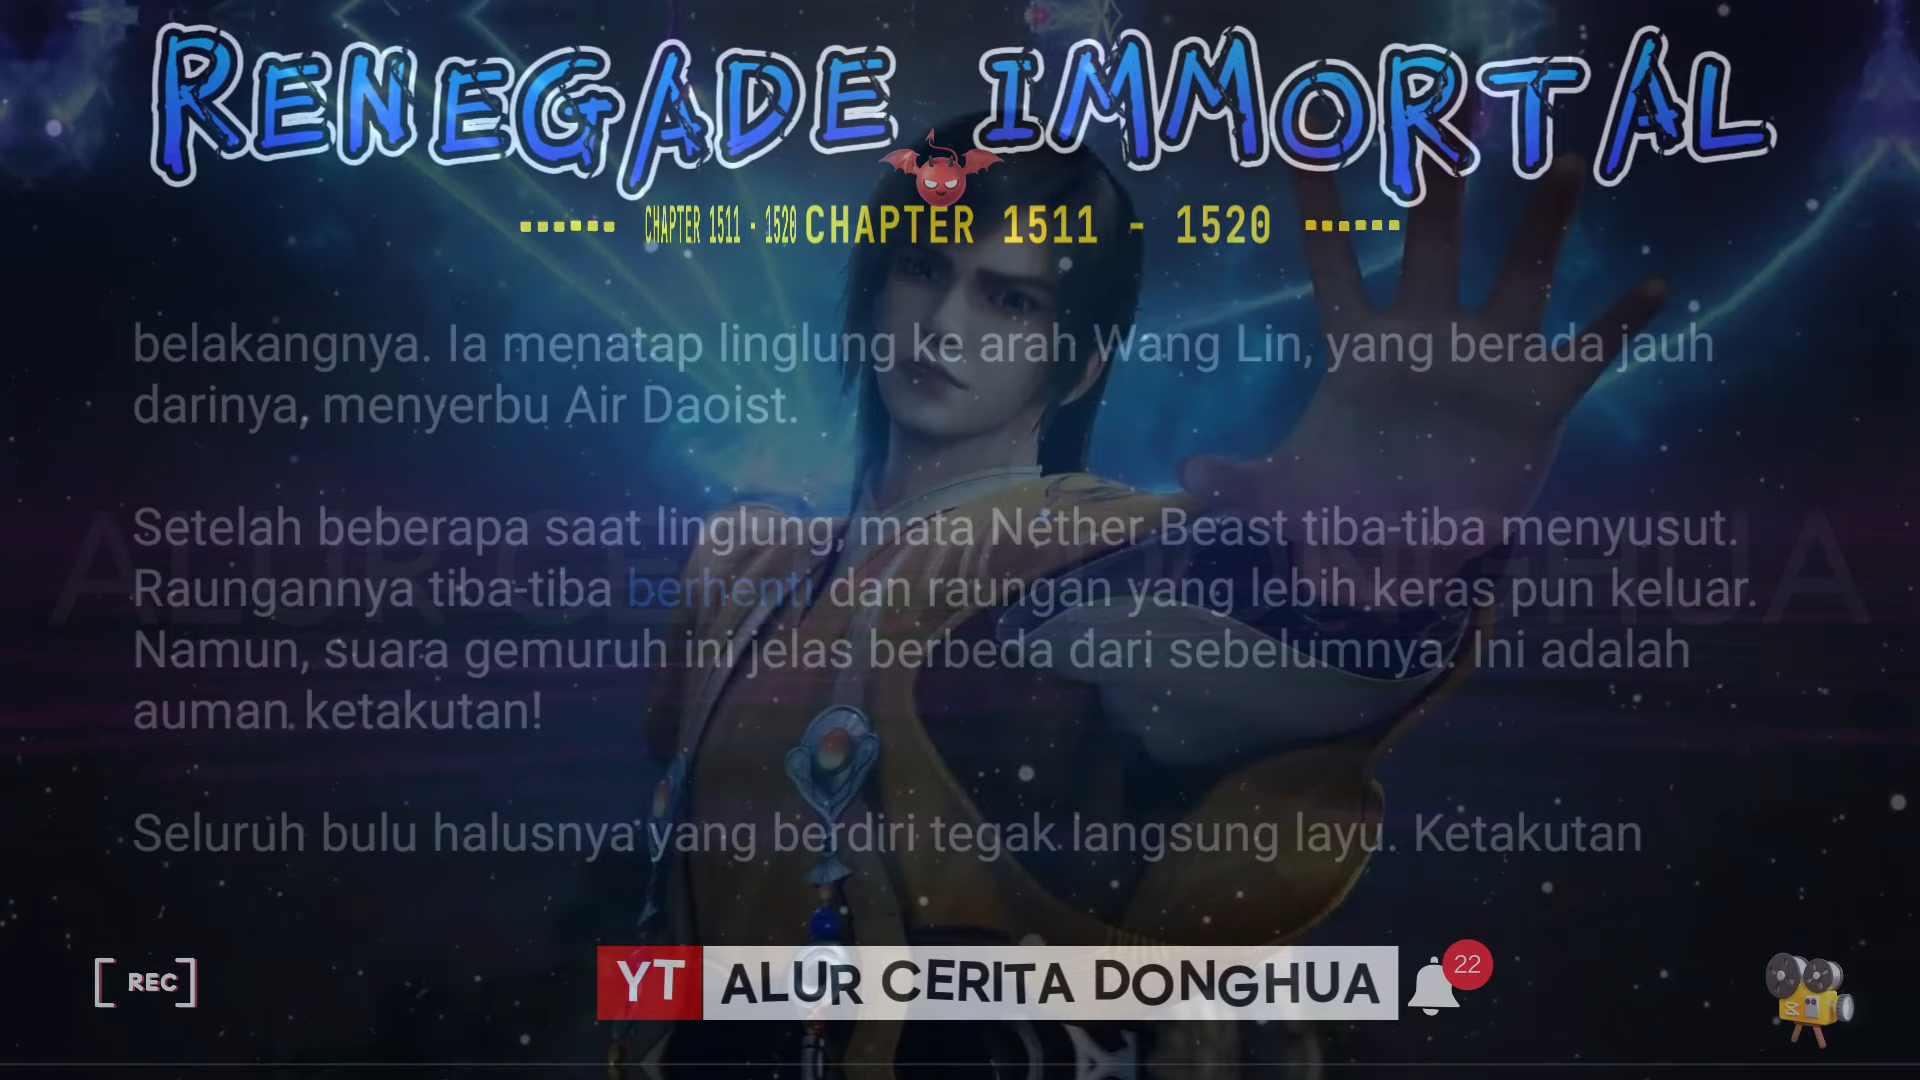 RENEGADE IMMORTAL
CHAPTER 1511 - 1520 CHAPTER 1511 - 1520
belakangnya. Ia menatap linglung ke arah Wang Lin, yang berada jauh
darinya, menyerbu Air Daoist.
Setelah beberapa saat linglung, mata Nether Beast tiba-tiba menyusut.
Raungannya tiba-tiba berhenti dan raungan yang lebih keras pun keluar.
Namun, suara gemuruh ini jelas berbeda dari sebelumnya. Ini adalah
auman ketakutan!
Seluruh bulu halusnya yang berdiri tegak langsung layu. Ketakutan
ALUR CERITA DONGHUA
[ REC ]
YT ALUR CERITA DONGHUA 22